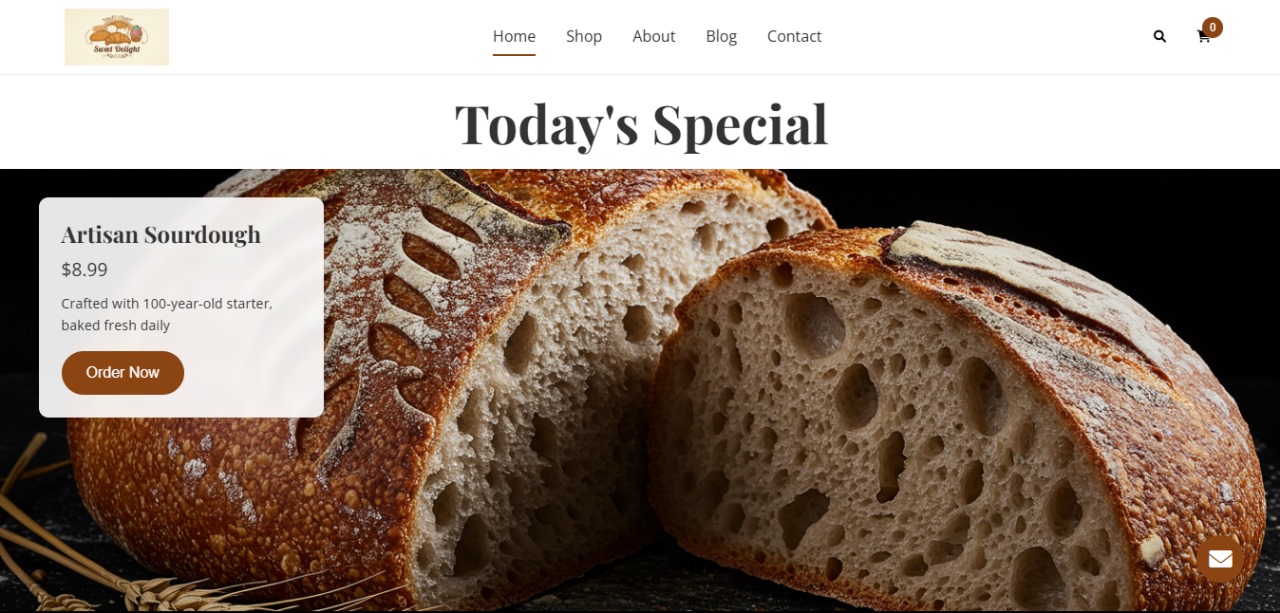 Sweet Delight
Home Shop About Blog Contact
0
Today's Special
Artisan Sourdough
$8.99
Crafted with 100-year-old starter,
baked fresh daily
Order Now